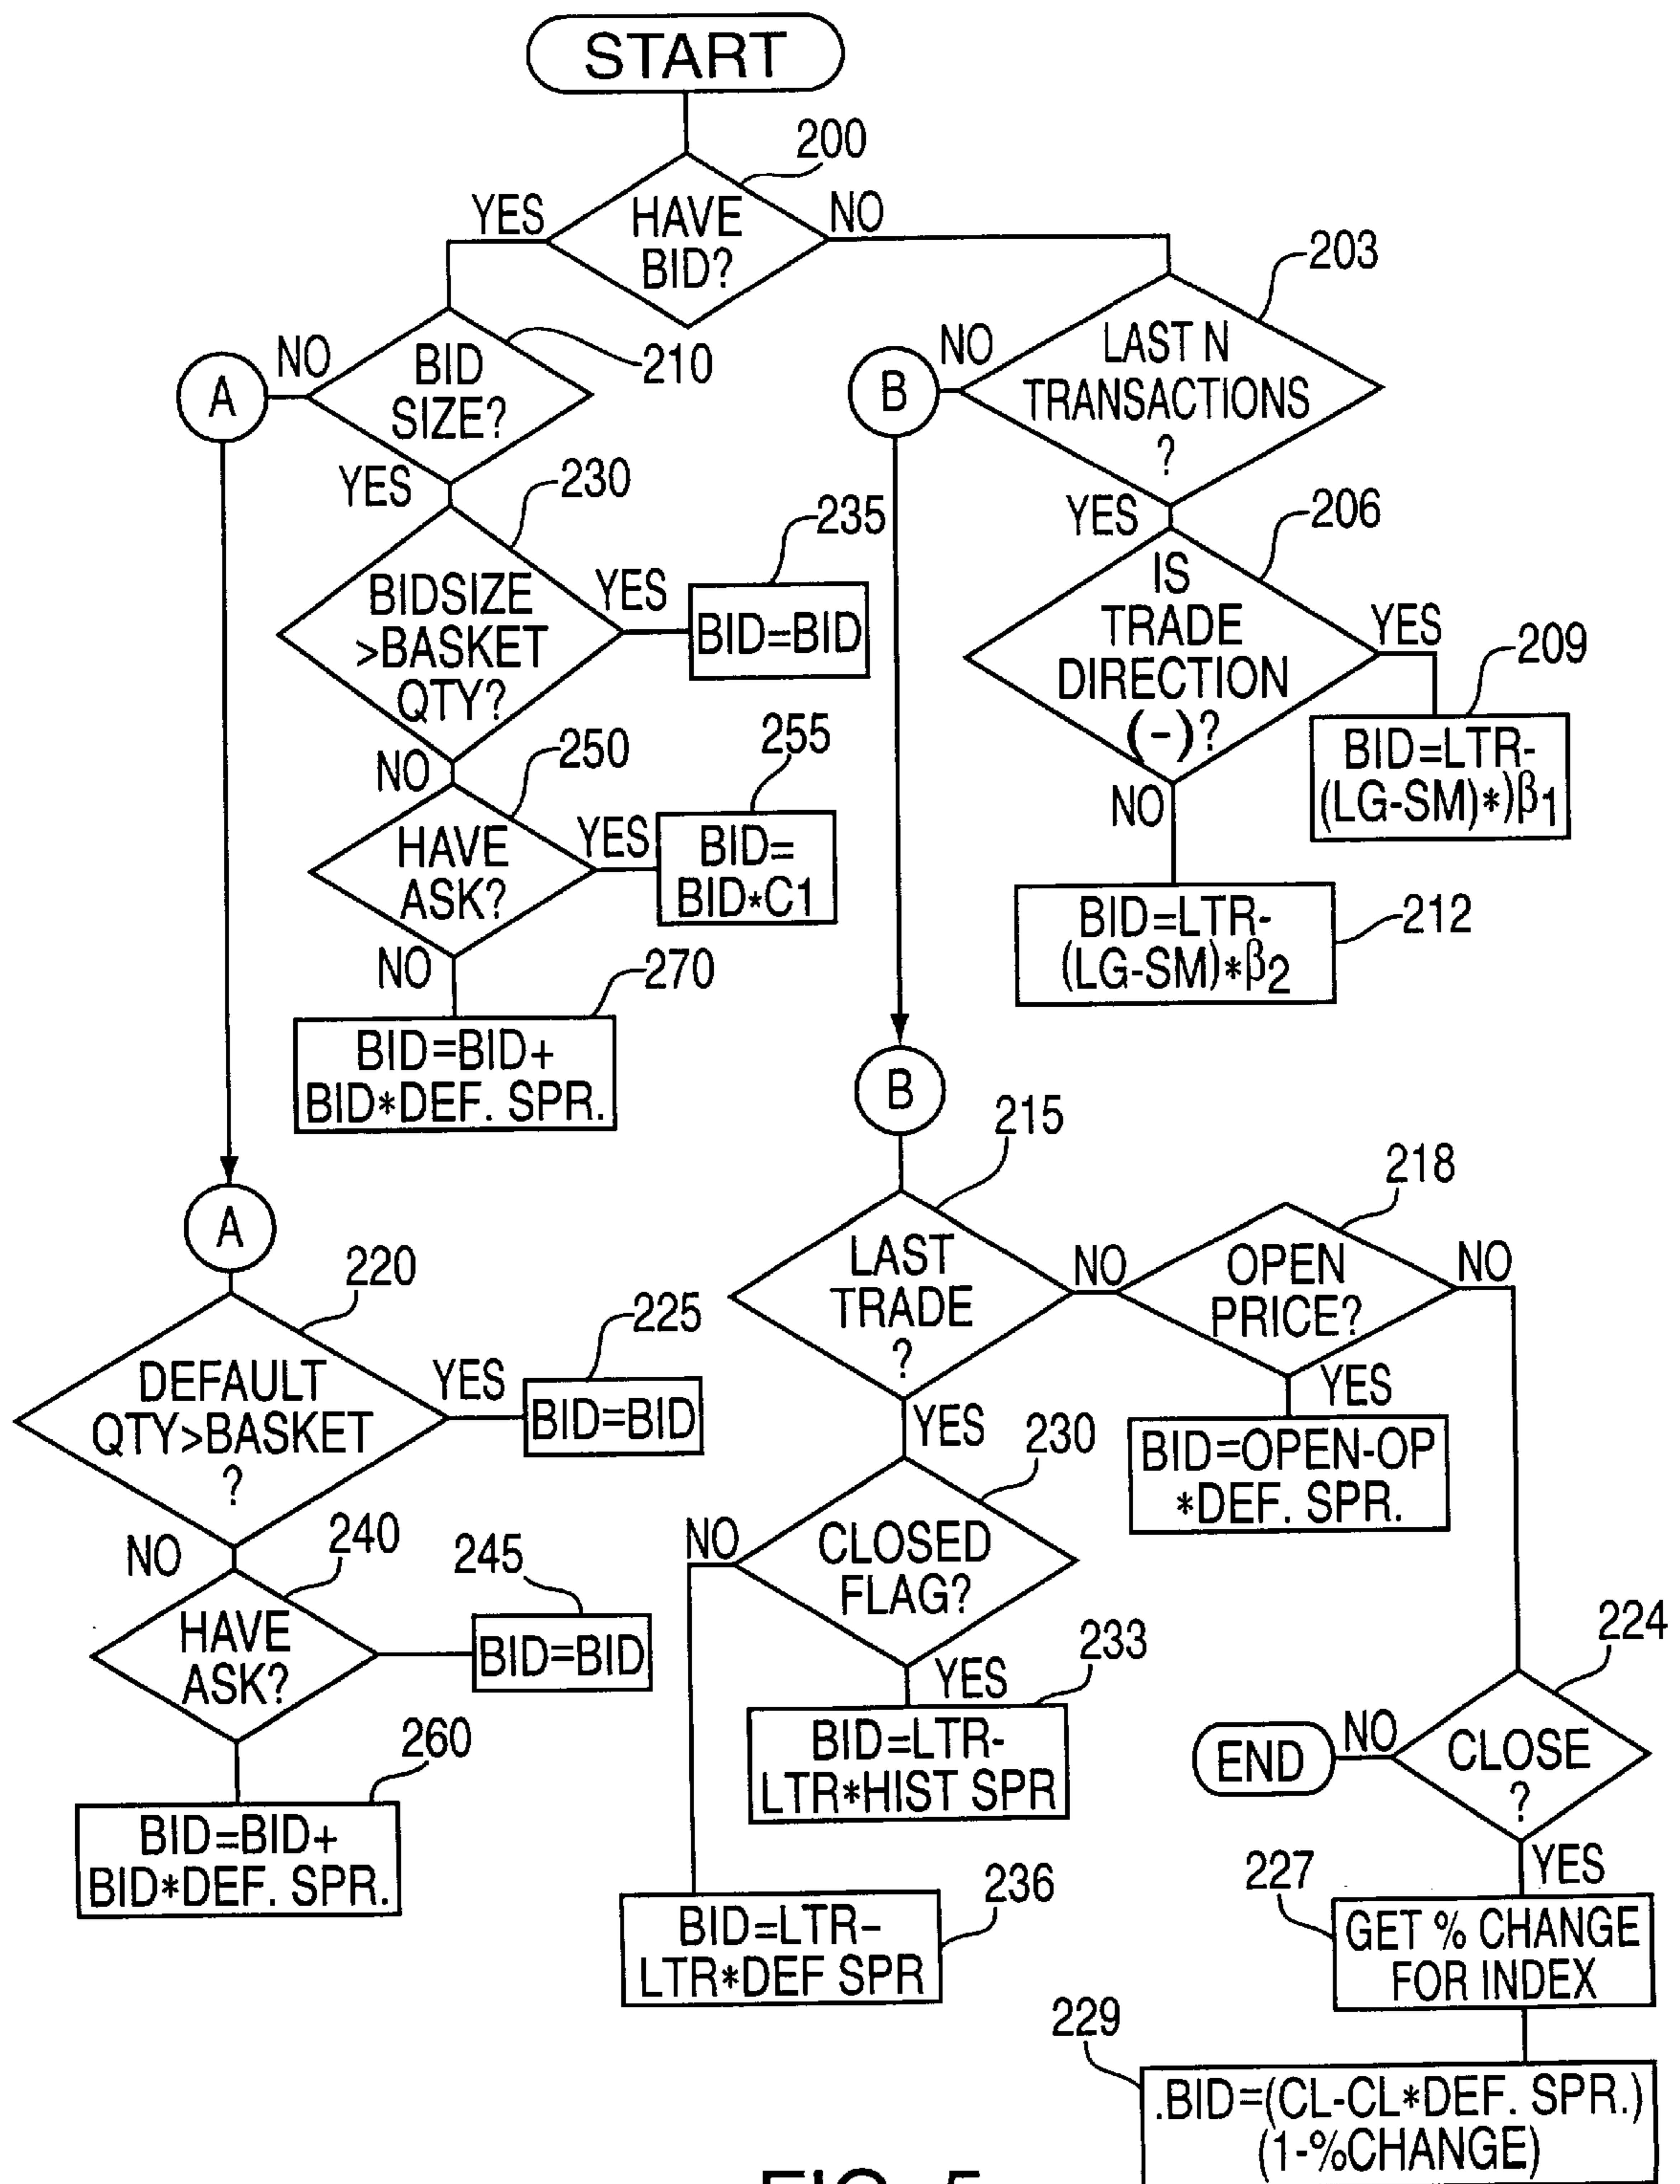 START
200
YES
HAVE
BID?
NO
203
NO
BID
SIZE?
210
A
YES
NO
LAST N
TRANSACTIONS
?
B
YES
230
BIDSIZE
>BASKET
QTY?
YES
235
BID=BID
206
IS
TRADE
DIRECTION
(-)?
YES
209
BID=LTR-
(LG-SM)*)β1
NO
250
HAVE
ASK?
YES
255
BID=
BID*C1
NO
BID=LTR-
(LG-SM)*β2
212
NO
270
BID=BID+
BID*DEF. SPR.
B
215
LAST
TRADE
?
NO
218
OPEN
PRICE?
NO
YES
BID=OPEN-OP
*DEF. SPR.
A
220
DEFAULT
QTY>BASKET
?
YES
225
BID=BID
YES
230
CLOSED
FLAG?
NO
NO
240
HAVE
ASK?
245
BID=BID
YES
233
BID=LTR-
LTR*HIST SPR
224
CLOSE
?
NO
END
260
BID=BID+
BID*DEF. SPR.
BID=LTR-
LTR*DEF SPR
236
YES
227
GET % CHANGE
FOR INDEX
229
.BID=(CL-CL*DEF. SPR.)
(1-%CHANGE)
FIG. 5